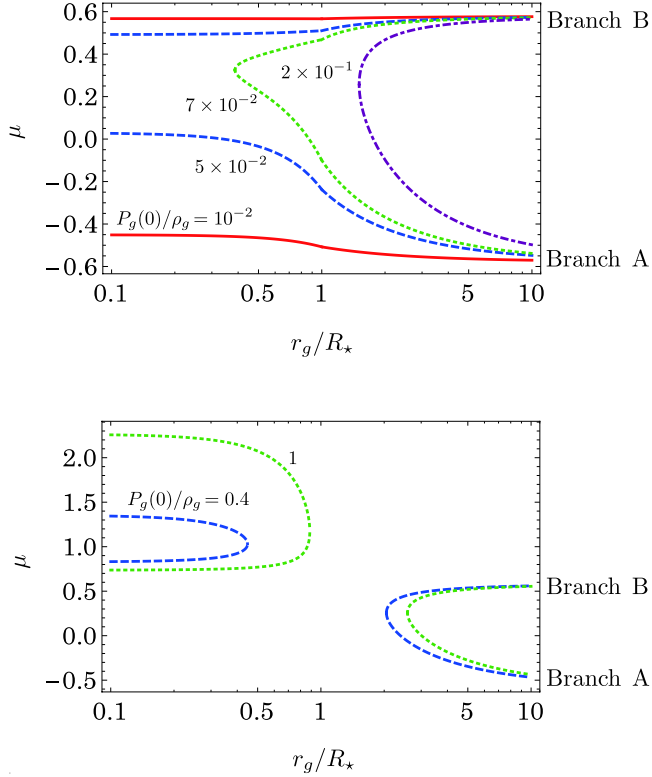 0.6
0.4
0.2
0.0
−0.2
−0.4
−0.6
μ
2 × 10⁻¹
7 × 10⁻²
5 × 10⁻²
P_g(0)/ρ_g = 10⁻²
Branch B
Branch A
0.1 0.5 1 5 10
r_g/R_⋆
2.0
1.5
1.0
0.5
0.0
−0.5
μ
1
P_g(0)/ρ_g = 0.4
Branch B
Branch A
0.1 0.5 1 5 10
r_g/R_⋆